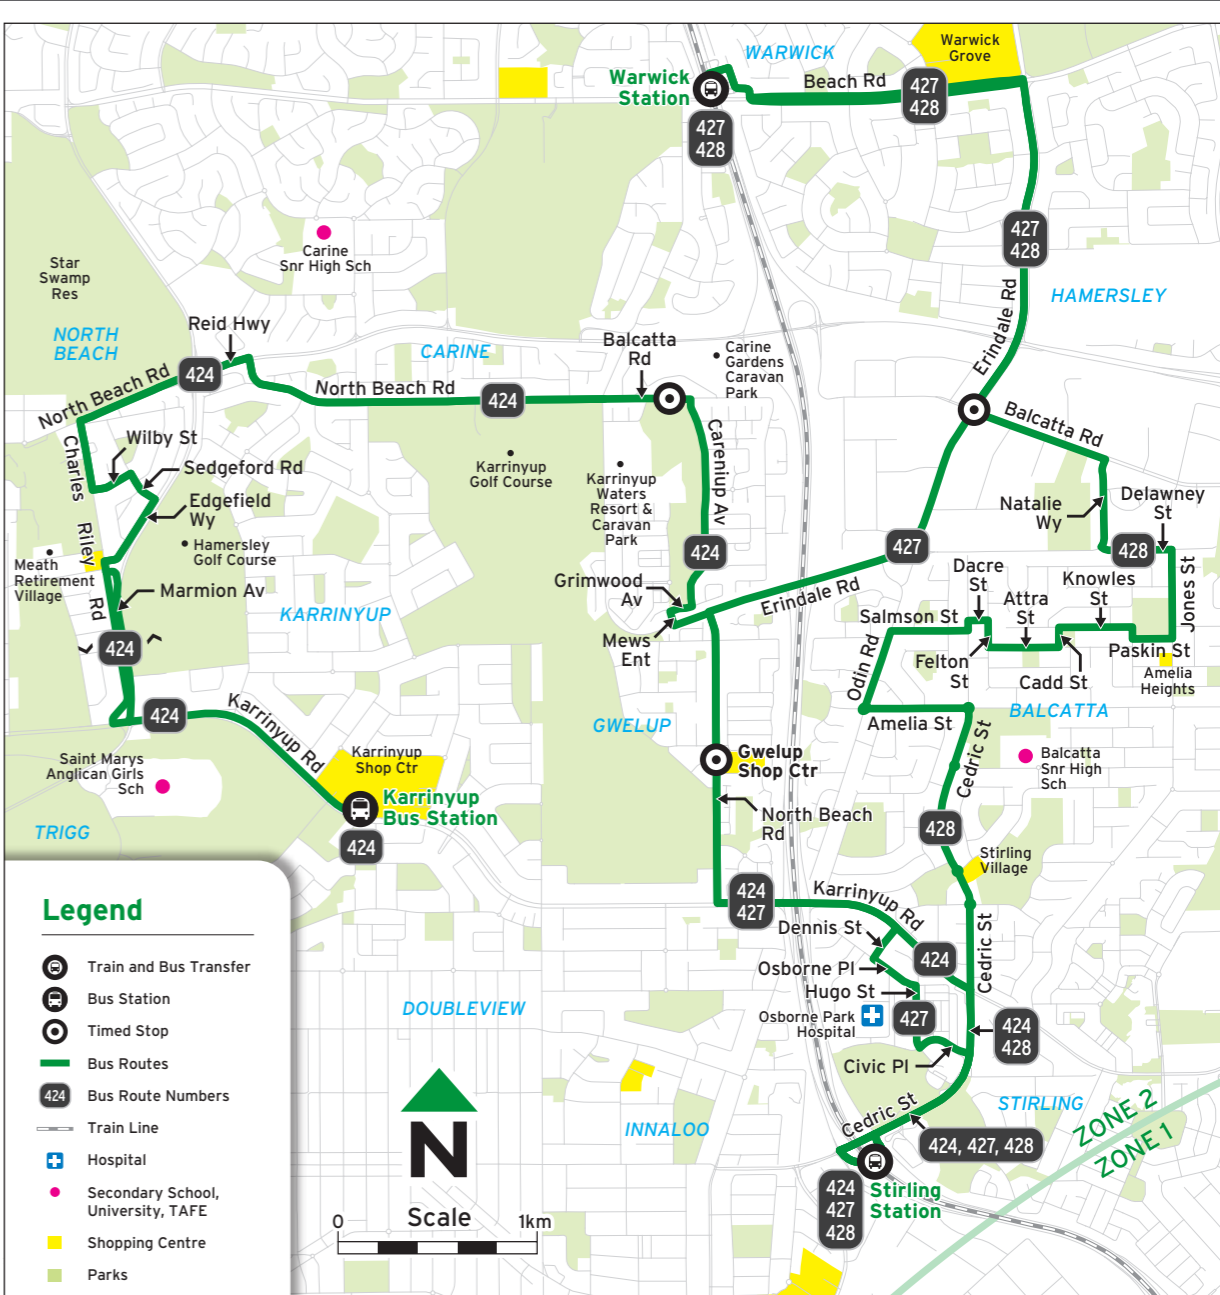 WARWICK
Warwick
Grove
Warwick
Station
Beach Rd
427
428
427
428
Carine
Snr High Sch
427
428
Star
Swamp
Res
HAMERSLEY
NORTH
BEACH
Reid Hwy
CARINE
Balcatta
Rd
Carine
Gardens
Caravan
Park
Erindale Rd
North Beach Rd
424
North Beach Rd
424
Balcatta Rd
Charles
Riley
Rd
Wilby St
Sedgeford Rd
Edgefield
Wy
Karrinyup
Golf Course
Karrinyup
Waters
Resort &
Caravan
Park
Careniup Av
Natalie
Wy
Delawney
St
Hamersley
Golf Course
Meath
Retirement
Village
424
427
428
Marmion Av
Grimwood
Av
Erindale Rd
Dacre
St
Knowles
St
Jones St
KARRINYUP
Attra
St
Salmson St
424
Mews
Ent
Odin Rd
Felton
St
Cadd St
Paskin St
Amelia
Heights
424
Karrinyup Rd
GWELUP
Amelia St
BALCATTA
Saint Marys
Anglican Girls
Sch
Karrinyup
Shop Ctr
Gwelup
Shop Ctr
Cedric St
Balcatta
Snr High
Sch
Karrinyup
Bus Station
North Beach
Rd
TRIGG
424
428
Stirling
Village
424
427
Karrinyup Rd
Dennis St
Cedric St
424
Osborne Pl
Hugo St
DOUBLEVIEW
Osborne Park
Hospital
427
424
428
Civic Pl
INNALOO
Cedric St
STIRLING
ZONE 2
ZONE 1
424, 427, 428
424
427
428
Stirling
Station
Legend
Train and Bus Transfer
Bus Station
Timed Stop
Bus Routes
424
Bus Route Numbers
Train Line
Hospital
Secondary School,
University, TAFE
Shopping Centre
Parks
N
0
Scale
1km